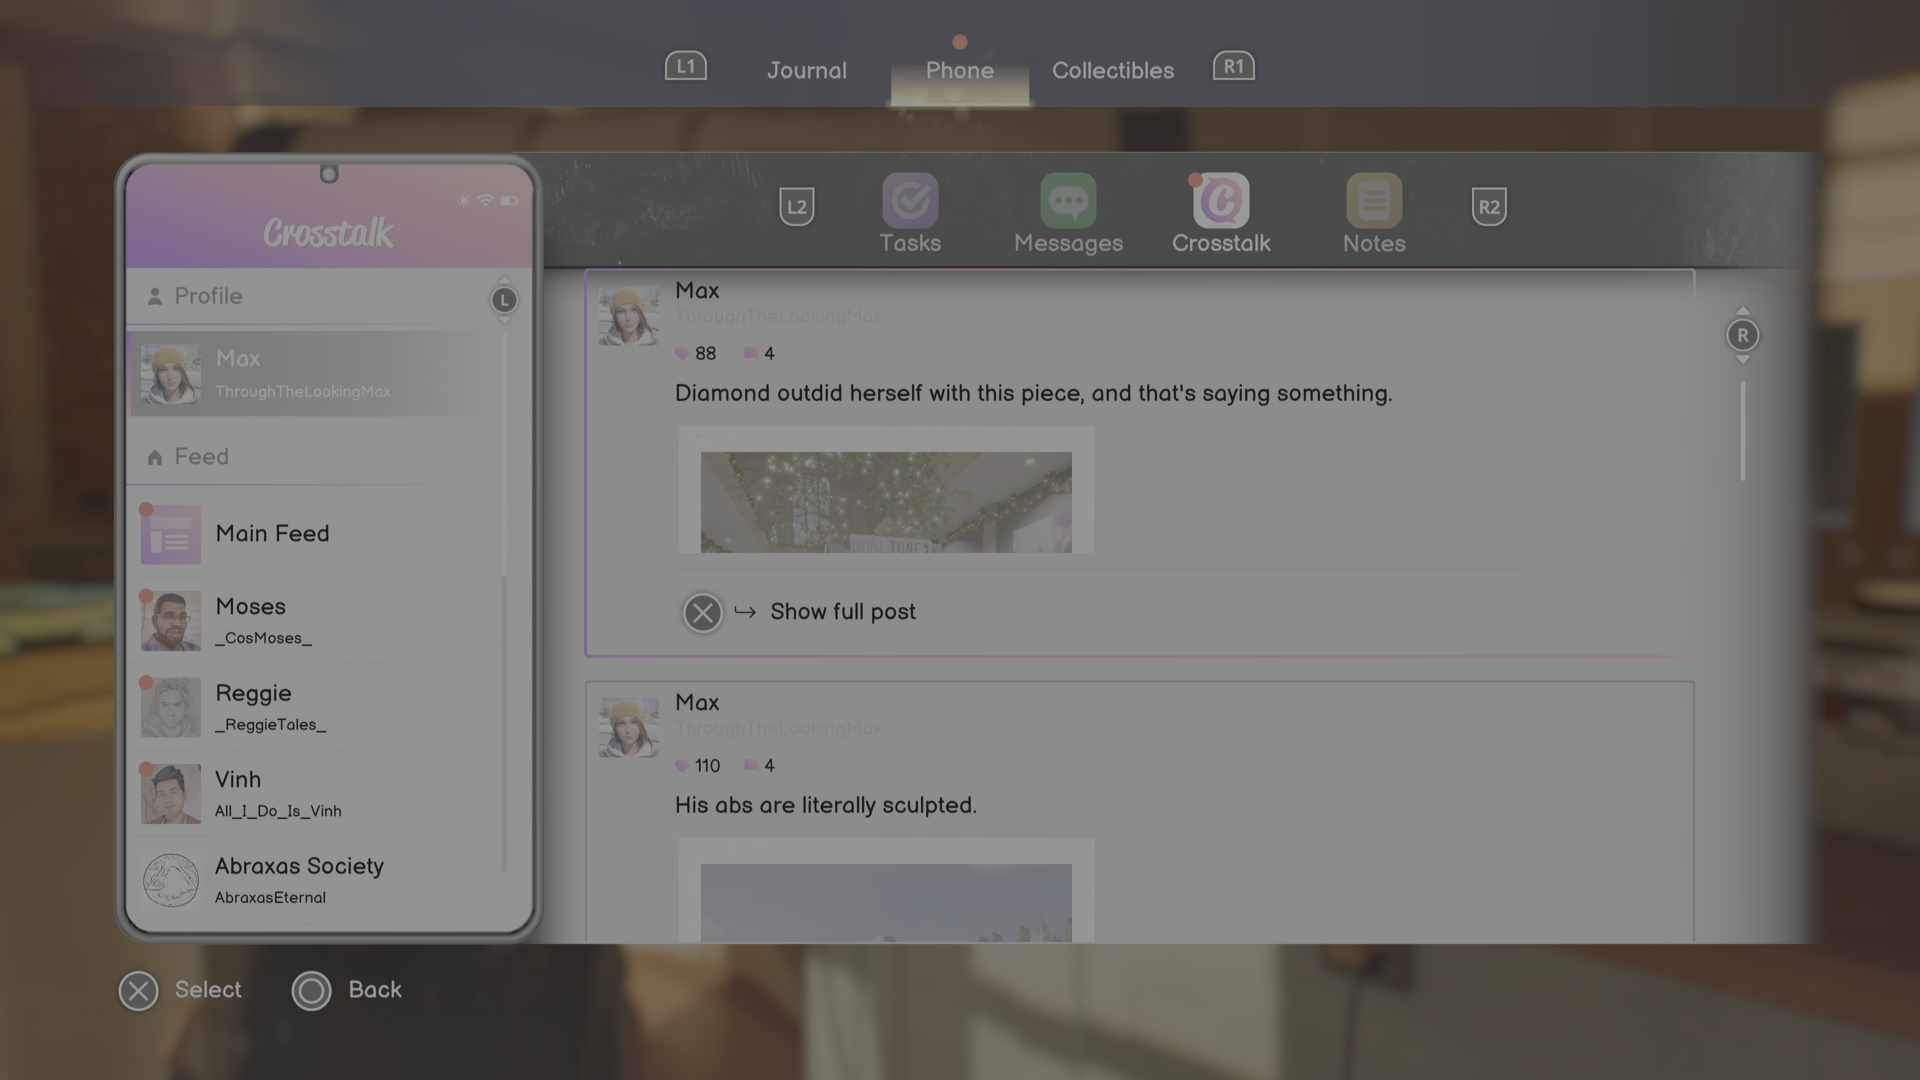 L1
Journal
Phone
Collectibles
R1
Crosstalk
L2
Tasks
Messages
Crosstalk
Notes
R2
Profile
L
Max
ThroughTheLookingMax
Feed
Main Feed
Moses
_CosMoses_
Reggie
_ReggieTales_
Vinh
All_I_Do_Is_Vinh
Abraxas Society
AbraxasEternal
Max
ThroughTheLookingMax
88 4
Diamond outdid herself with this piece, and that's saying something.
DUALTONE
Show full post
R
Max
ThroughTheLookingMax
110 4
His abs are literally sculpted.
Select
Back